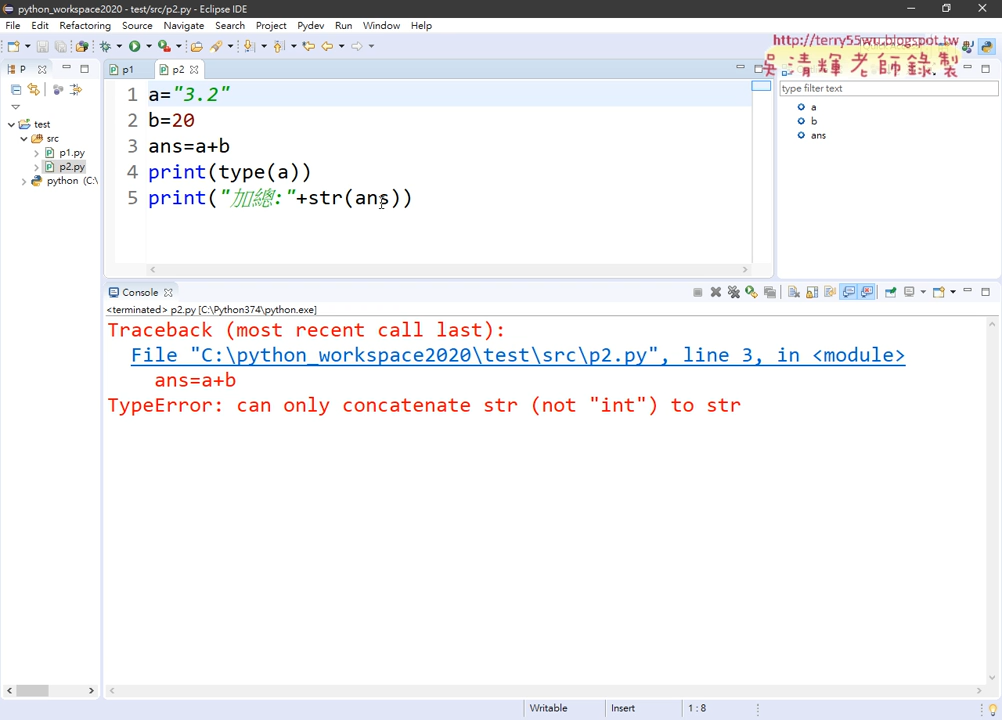 python_workspace2020 - test/src/p2.py - Eclipse IDE
File Edit Refactoring Source Navigate Search Project Pydev Run Window Help
http://terry55wu.blogspot.tw
吳清輝老師錄製
P
p1
p2
type filter text
test
src
p1.py
p2.py
python (C:\
1 a="3.2"
2 b=20
3 ans=a+b
4 print(type(a))
5 print("加總:"+str(ans))
a
b
ans
Console
<terminated> p2.py [C:\Python374\python.exe]
Traceback (most recent call last):
File "C:\python_workspace2020\test\src\p2.py", line 3, in <module>
ans=a+b
TypeError: can only concatenate str (not "int") to str
Writable Insert 1 : 8